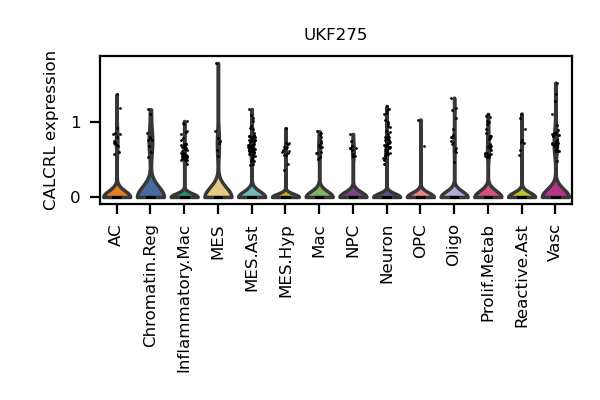 UKF275
CALCRL expression
1
0
AC
Chromatin.Reg
Inflammatory.Mac
MES
MES.Ast
MES.Hyp
Mac
NPC
Neuron
OPC
Oligo
Prolif.Metab
Reactive.Ast
Vasc